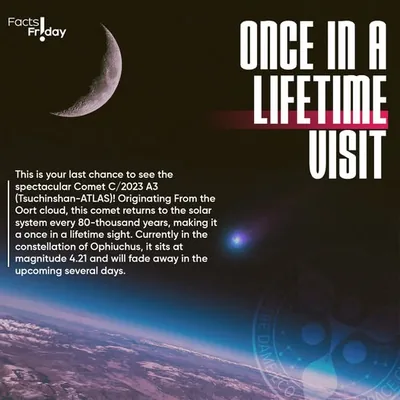 Facts
Fr!day
ONCE IN A
LIFETIME
VISIT
This is your last chance to see the
spectacular Comet C/2023 A3
(Tsuchinshan-ATLAS)! Originating From the
Oort cloud, this comet returns to the solar
system every 80-thousand years, making it
a once in a lifetime sight. Currently in the
constellation of Ophiuchus, it sits at
magnitude 4.21 and will fade away in the
upcoming several days.